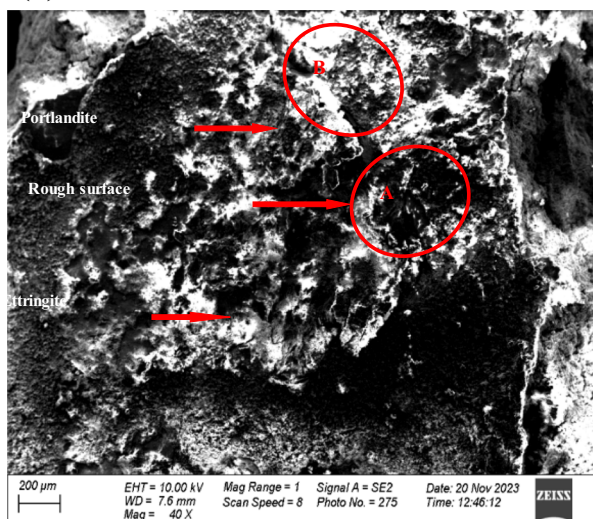 B
Portlandite
Rough surface
A
ttringite
200 µm
EHT = 10.00 kV
WD = 7.6 mm
Mag = 40 X
Mag Range = 1
Scan Speed = 8
Signal A = SE2
Photo No. = 275
Date: 20 Nov 2023
Time: 12:46:12
ZEISS